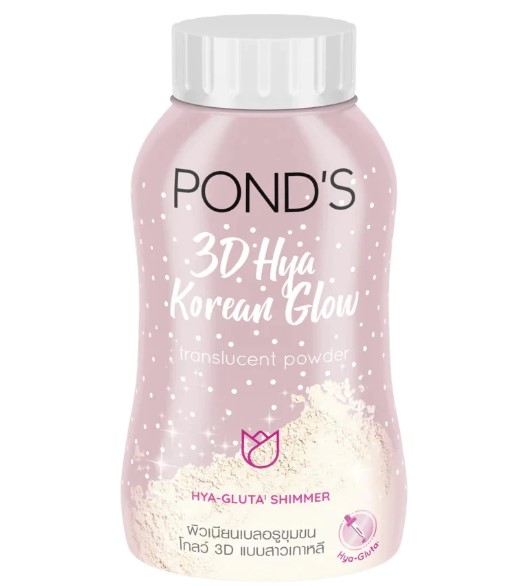 POND'S
3D Hya
Korean Glow
translucent powder
HYA-GLUTA¹ SHIMMER
ผิวเนียนเบลอรูขุมขน
โกลว์ 3D แบบสาวเกาหลี
Hya-Gluta¹